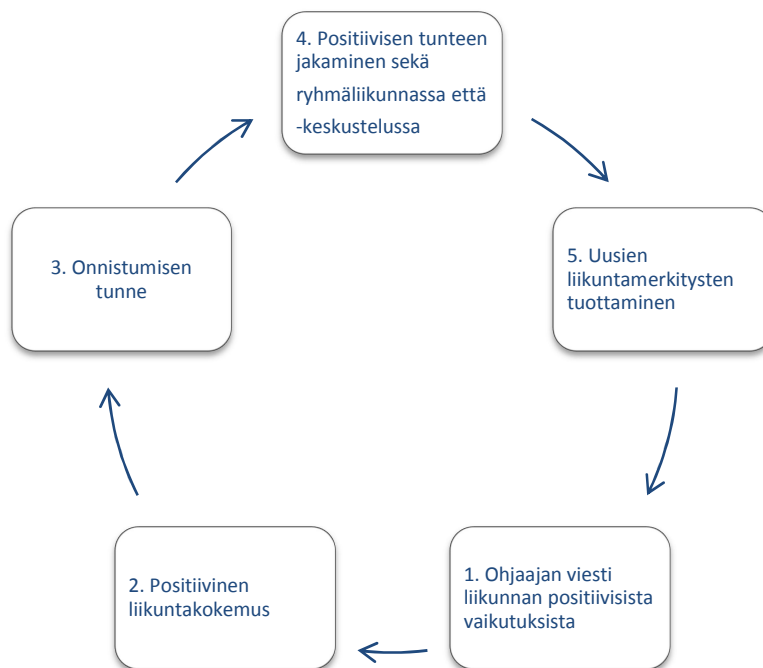 4. Positiivisen tunteen
jakaminen sekä
ryhmäliikunnassa että
-keskustelussa
3. Onnistumisen
tunne
5. Uusien
liikuntamerkitysten
tuottaminen
2. Positiivinen
liikuntakokemus
1. Ohjaajan viesti
liikunnan positiivisista
vaikutuksista